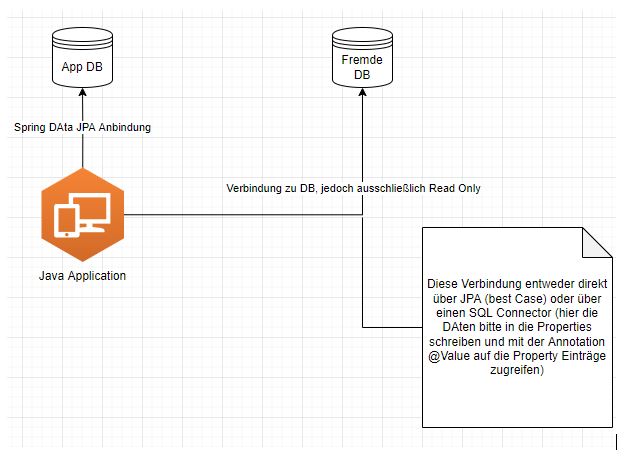 App DB
Fremde
DB
Spring DAta JPA Anbindung
Verbindung zu DB, jedoch ausschließlich Read Only
Java Application
Diese Verbindung entweder direkt
über JPA (best Case) oder über
einen SQL Connector (hier die
DAten bitte in die Properties
schreiben und mit der Annotation
@Value auf die Property Einträge
zugreifen)